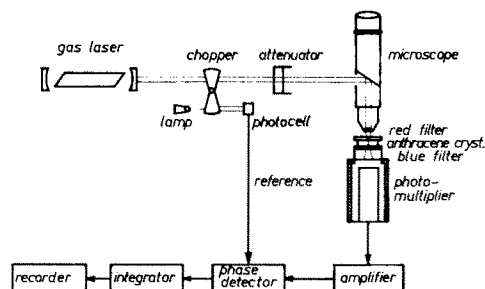 gas laser
chopper
attenuator
microscope
lamp
photocell
red filter
anthracene cryst.
blue filter
reference
photo-
multiplier
recorder
integrator
phase
detector
amplifier